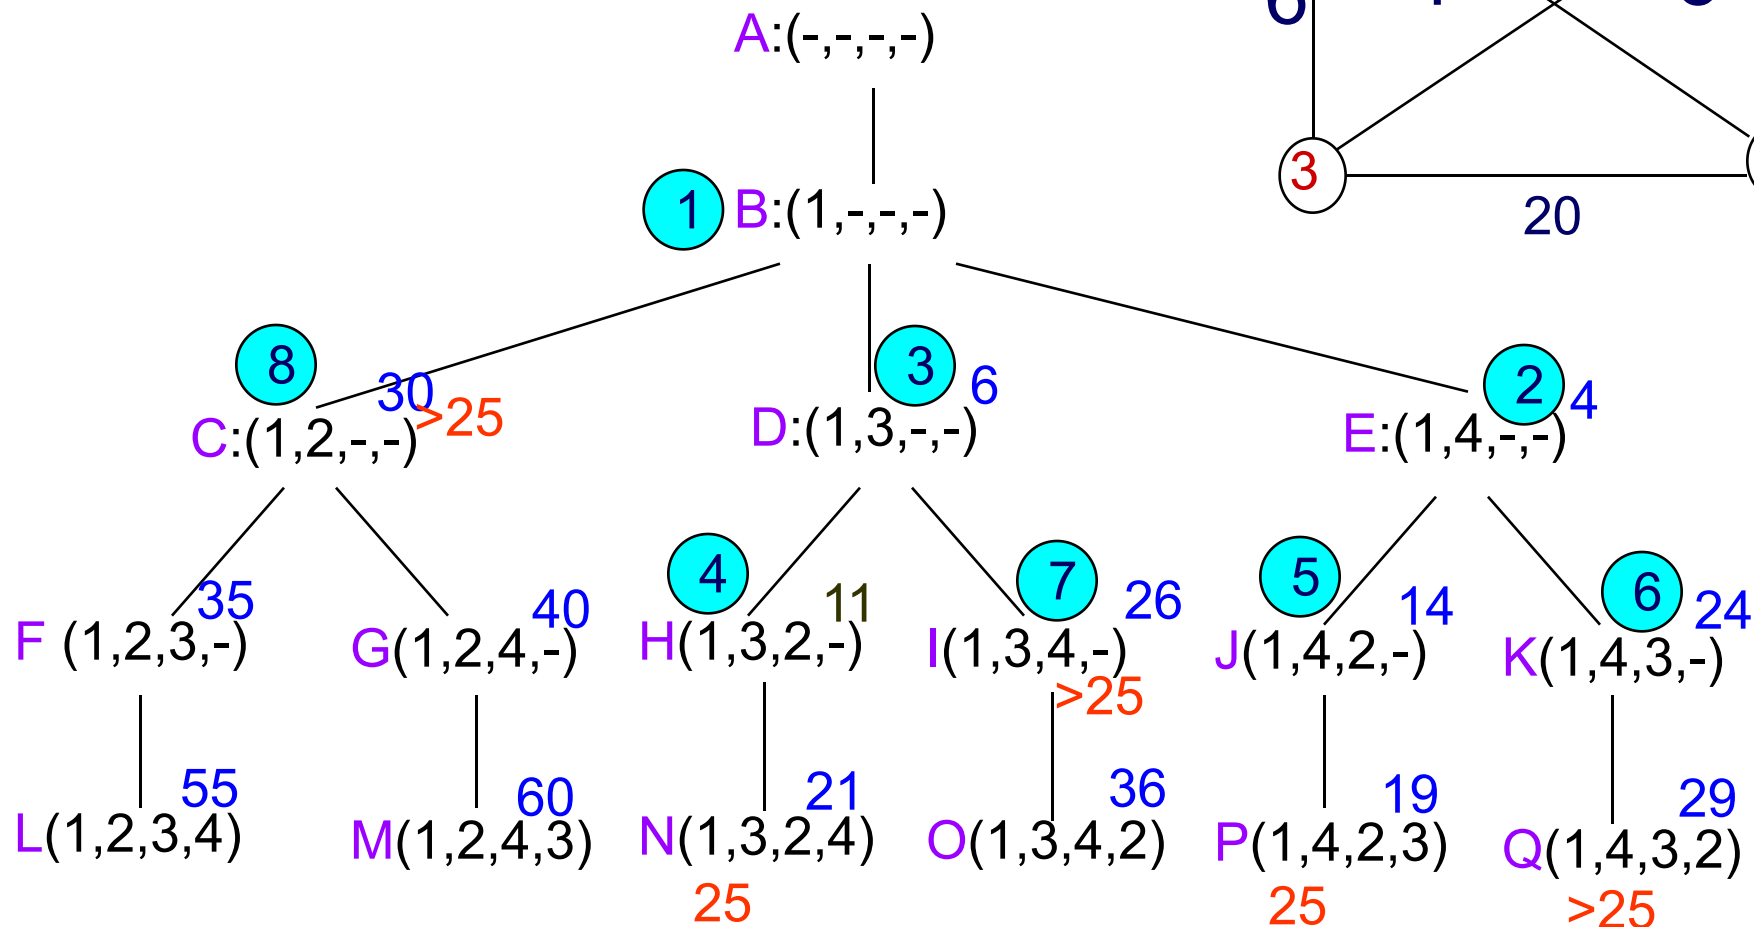 A:(-,-,-,-)
3
20
1 B:(1,-,-,-)
8 30 >25
C:(1,2,-,-)
3 6
D:(1,3,-,-)
2 4
E:(1,4,-,-)
35
F (1,2,3,-)
40
G(1,2,4,-)
4 11
H(1,3,2,-)
7 26
I(1,3,4,-)
>25
5 14
J(1,4,2,-)
6 24
K(1,4,3,-)
55
L(1,2,3,4)
60
M(1,2,4,3)
21
N(1,3,2,4)
25
36
O(1,3,4,2)
19
P(1,4,2,3)
25
29
Q(1,4,3,2)
>25